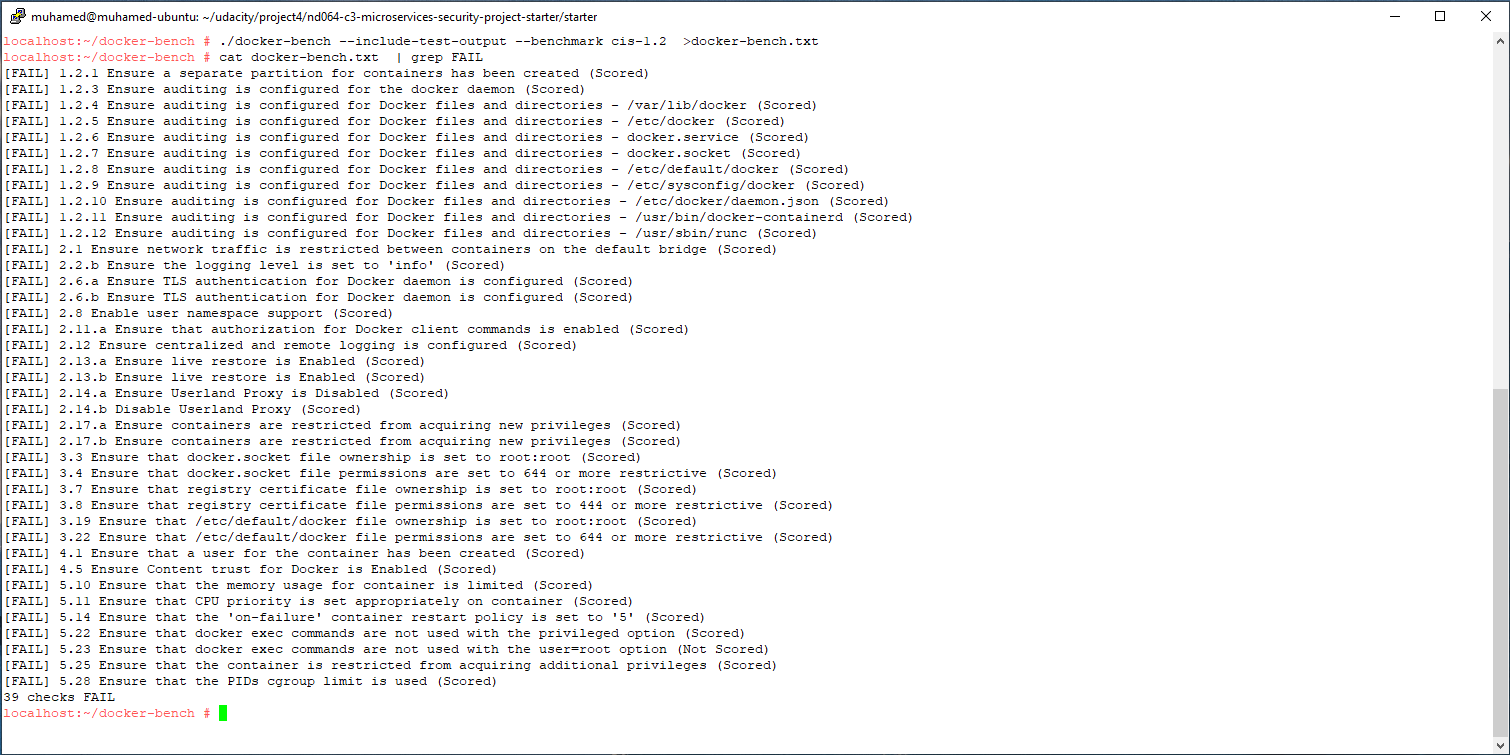 muhamed@muhamed-ubuntu: ~/udacity/project4/nd064-c3-microservices-security-project-starter/starter
localhost:~/docker-bench # ./docker-bench --include-test-output --benchmark cis-1.2  >docker-bench.txt
localhost:~/docker-bench # cat docker-bench.txt  | grep FAIL
[FAIL] 1.2.1 Ensure a separate partition for containers has been created (Scored)
[FAIL] 1.2.3 Ensure auditing is configured for the docker daemon (Scored)
[FAIL] 1.2.4 Ensure auditing is configured for Docker files and directories - /var/lib/docker (Scored)
[FAIL] 1.2.5 Ensure auditing is configured for Docker files and directories - /etc/docker (Scored)
[FAIL] 1.2.6 Ensure auditing is configured for Docker files and directories - docker.service (Scored)
[FAIL] 1.2.7 Ensure auditing is configured for Docker files and directories - docker.socket (Scored)
[FAIL] 1.2.8 Ensure auditing is configured for Docker files and directories - /etc/default/docker (Scored)
[FAIL] 1.2.9 Ensure auditing is configured for Docker files and directories - /etc/sysconfig/docker (Scored)
[FAIL] 1.2.10 Ensure auditing is configured for Docker files and directories - /etc/docker/daemon.json (Scored)
[FAIL] 1.2.11 Ensure auditing is configured for Docker files and directories - /usr/bin/docker-containerd (Scored)
[FAIL] 1.2.12 Ensure auditing is configured for Docker files and directories - /usr/sbin/runc (Scored)
[FAIL] 2.1 Ensure network traffic is restricted between containers on the default bridge (Scored)
[FAIL] 2.2.b Ensure the logging level is set to 'info' (Scored)
[FAIL] 2.6.a Ensure TLS authentication for Docker daemon is configured (Scored)
[FAIL] 2.6.b Ensure TLS authentication for Docker daemon is configured (Scored)
[FAIL] 2.8 Enable user namespace support (Scored)
[FAIL] 2.11.a Ensure that authorization for Docker client commands is enabled (Scored)
[FAIL] 2.12 Ensure centralized and remote logging is configured (Scored)
[FAIL] 2.13.a Ensure live restore is Enabled (Scored)
[FAIL] 2.13.b Ensure live restore is Enabled (Scored)
[FAIL] 2.14.a Ensure Userland Proxy is Disabled (Scored)
[FAIL] 2.14.b Disable Userland Proxy (Scored)
[FAIL] 2.17.a Ensure containers are restricted from acquiring new privileges (Scored)
[FAIL] 2.17.b Ensure containers are restricted from acquiring new privileges (Scored)
[FAIL] 3.3 Ensure that docker.socket file ownership is set to root:root (Scored)
[FAIL] 3.4 Ensure that docker.socket file permissions are set to 644 or more restrictive (Scored)
[FAIL] 3.7 Ensure that registry certificate file ownership is set to root:root (Scored)
[FAIL] 3.8 Ensure that registry certificate file permissions are set to 444 or more restrictive (Scored)
[FAIL] 3.19 Ensure that /etc/default/docker file ownership is set to root:root (Scored)
[FAIL] 3.22 Ensure that /etc/default/docker file permissions are set to 644 or more restrictive (Scored)
[FAIL] 4.1 Ensure that a user for the container has been created (Scored)
[FAIL] 4.5 Ensure Content trust for Docker is Enabled (Scored)
[FAIL] 5.10 Ensure that the memory usage for container is limited (Scored)
[FAIL] 5.11 Ensure that CPU priority is set appropriately on container (Scored)
[FAIL] 5.14 Ensure that the 'on-failure' container restart policy is set to '5' (Scored)
[FAIL] 5.22 Ensure that docker exec commands are not used with the privileged option (Scored)
[FAIL] 5.23 Ensure that docker exec commands are not used with the user=root option (Not Scored)
[FAIL] 5.25 Ensure that the container is restricted from acquiring additional privileges (Scored)
[FAIL] 5.28 Ensure that the PIDs cgroup limit is used (Scored)
39 checks FAIL
localhost:~/docker-bench #